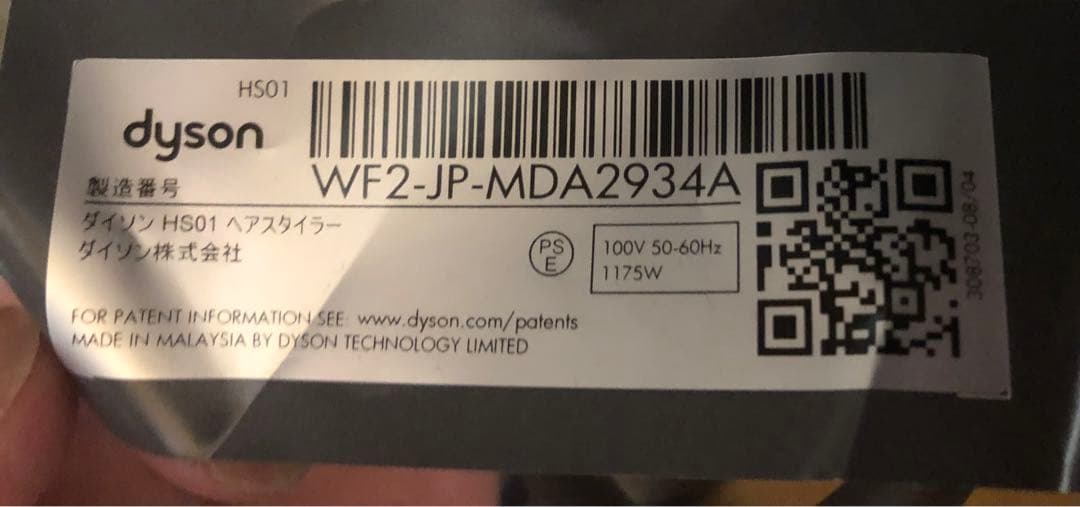 HS01
dyson
製造番号 WF2-JP-MDA2934A
ダイソン HS01 ヘアスタイラー
ダイソン株式会社
PS
E
100V 50-60Hz
1175W
FOR PATENT INFORMATION SEE: www.dyson.com/patents
MADE IN MALAYSIA BY DYSON TECHNOLOGY LIMITED
308703-08/04